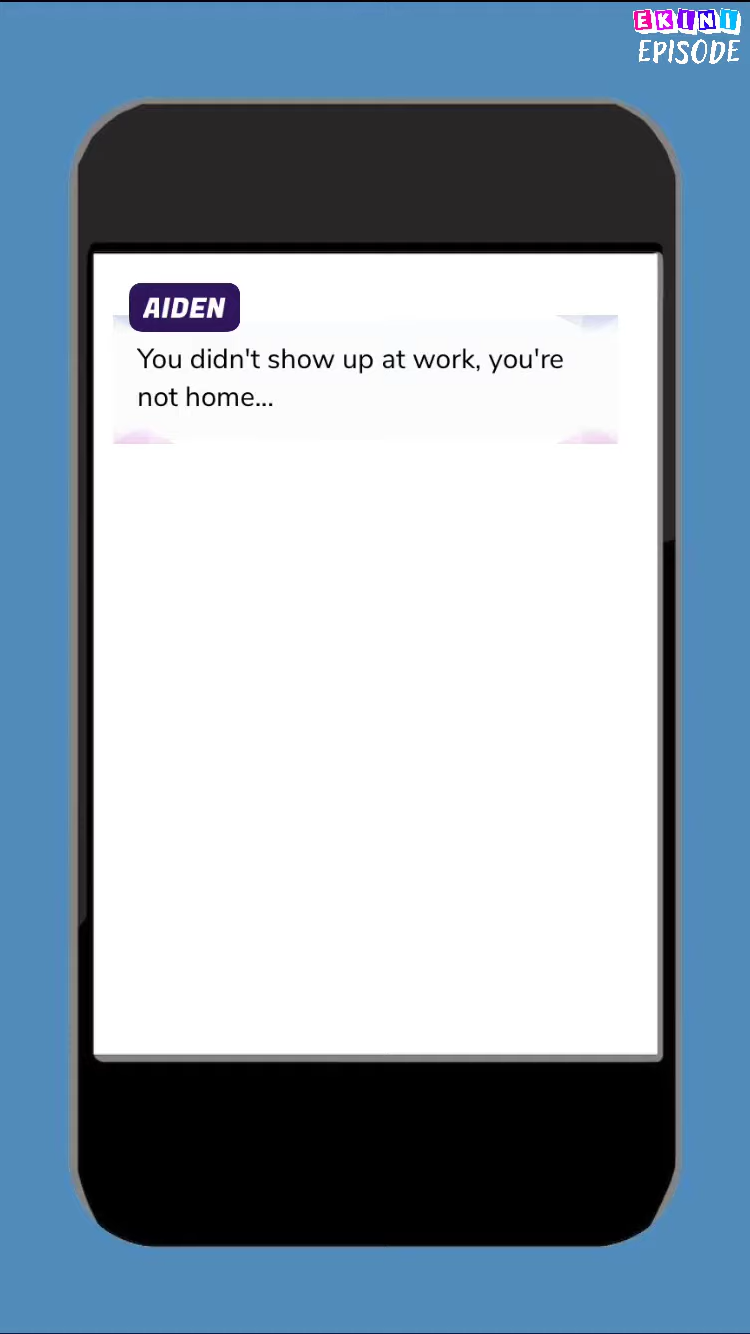 EKINI
EPISODE
AIDEN
You didn't show up at work, you're
not home...